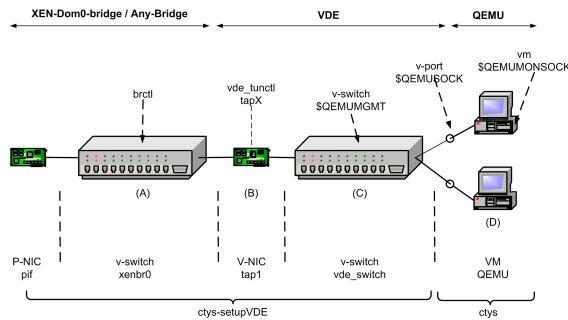 XEN-Dom0-bridge / Any-Bridge
VDE
QEMU
brctl
vde_tunctl
tapX
v-switch
$QEMUMGMT
v-port
$QEMUSOCK
vm
$QEMUMONSOCK
(A)
(B)
(C)
(D)
P-NIC
pif
v-switch
xenbr0
V-NIC
tap1
v-switch
vde_switch
VM
QEMU
ctys-setupVDE
ctys